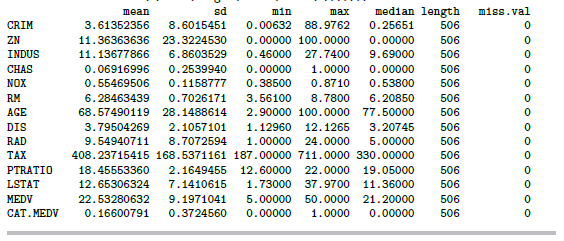 mean sd min max median length miss.val
CRIM 3.61352356 8.6015451 0.00632 88.9762 0.25651 506 0
ZN 11.36363636 23.3224530 0.00000 100.0000 0.00000 506 0
INDUS 11.13677866 6.8603529 0.46000 27.7400 9.69000 506 0
CHAS 0.06916996 0.2539940 0.00000 1.0000 0.00000 506 0
NOX 0.55469506 0.1158777 0.38500 0.8710 0.53800 506 0
RM 6.28463439 0.7026171 3.56100 8.7800 6.20850 506 0
AGE 68.57490119 28.1488614 2.90000 100.0000 77.50000 506 0
DIS 3.79504269 2.1057101 1.12960 12.1265 3.20745 506 0
RAD 9.54940711 8.7072594 1.00000 24.0000 5.00000 506 0
TAX 408.23715415 168.5371161 187.00000 711.0000 330.00000 506 0
PTRATIO 18.45553360 2.1649455 12.60000 22.0000 19.05000 506 0
LSTAT 12.65306324 7.1410615 1.73000 37.9700 11.36000 506 0
MEDV 22.53280632 9.1971041 5.00000 50.0000 21.20000 506 0
CAT.MEDV 0.16600791 0.3724560 0.00000 1.0000 0.00000 506 0